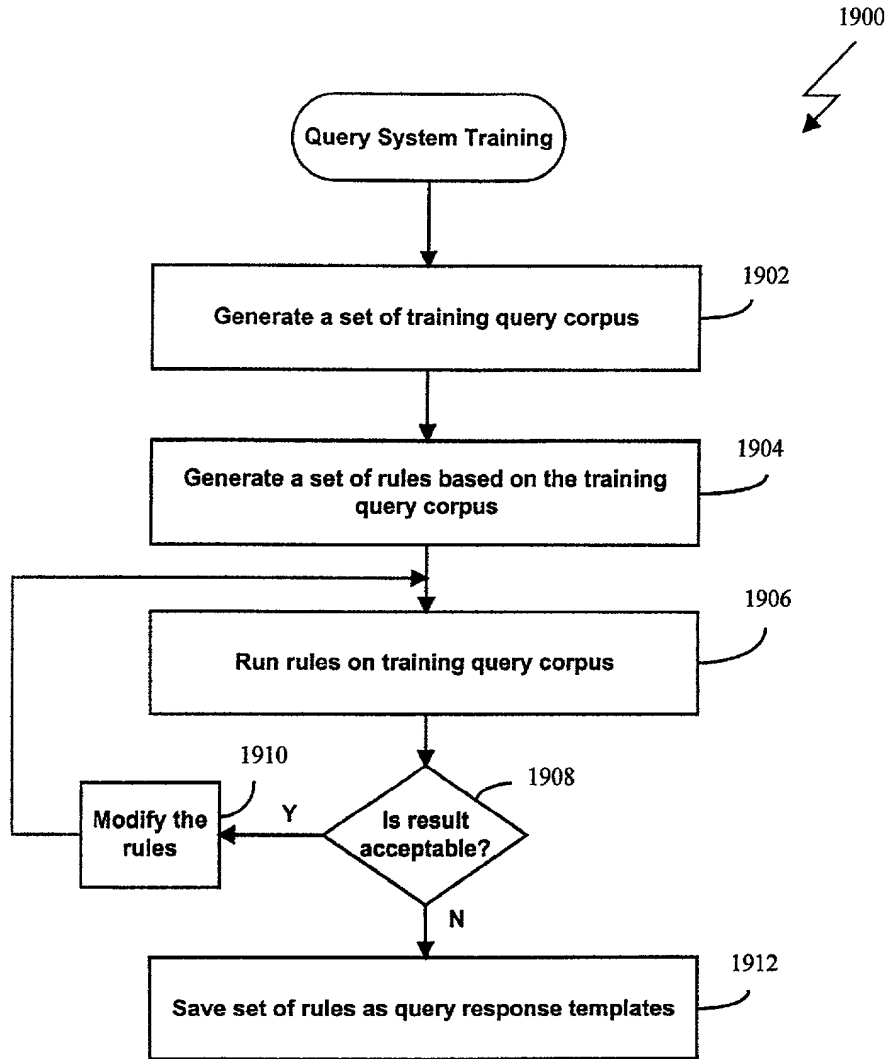 1900
Query System Training
1902
Generate a set of training query corpus
1904
Generate a set of rules based on the training
query corpus
1906
Run rules on training query corpus
1910
1908
Modify the
rules
Y
Is result
acceptable?
N
1912
Save set of rules as query response templates